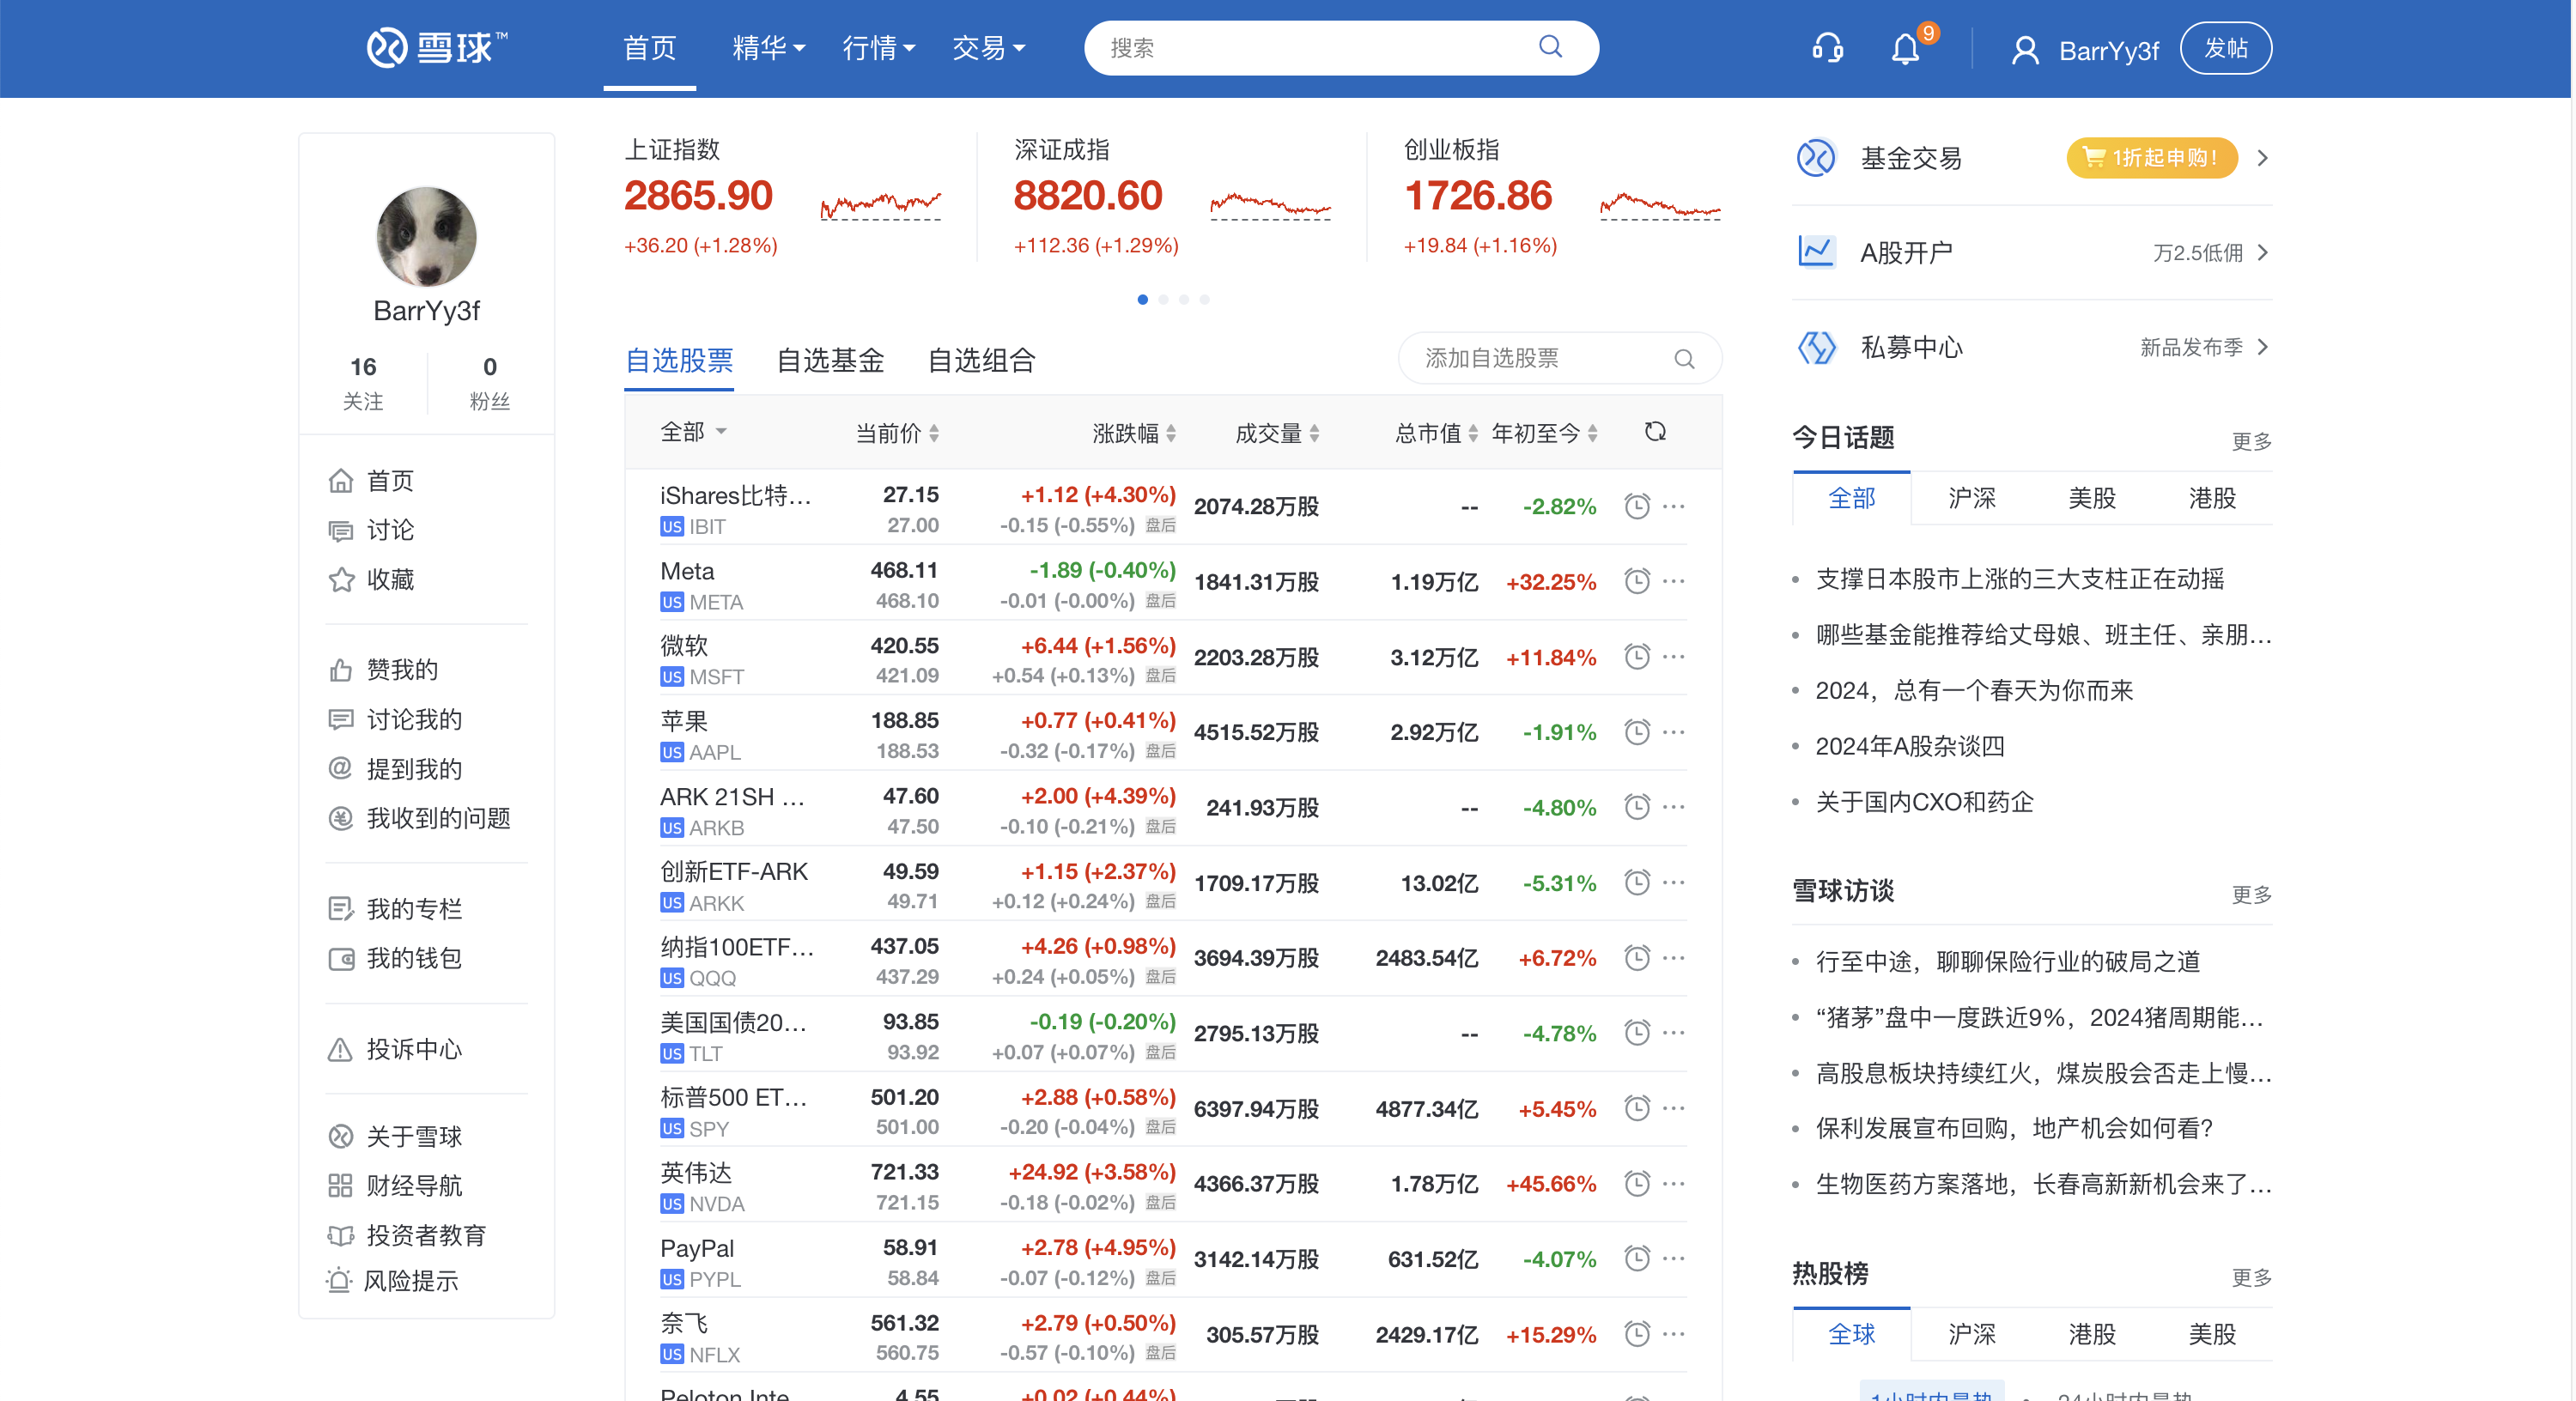 雪球™
首页
精华
行情
交易
搜索
9
BarrYy3f
发帖
BarrYy3f
16
关注
0
粉丝
首页
讨论
收藏
赞我的
讨论我的
提到我的
我收到的问题
我的专栏
我的钱包
投诉中心
关于雪球
财经导航
投资者教育
风险提示
上证指数
2865.90
+36.20 (+1.28%)
深证成指
8820.60
+112.36 (+1.29%)
创业板指
1726.86
+19.84 (+1.16%)
自选股票 自选基金 自选组合
添加自选股票
全部 当前价 涨跌幅 成交量 总市值 年初至今
iShares比特… 27.15 +1.12 (+4.30%) 2074.28万股 -- -2.82%
US IBIT 27.00 -0.15 (-0.55%) 盘后
Meta 468.11 -1.89 (-0.40%) 1841.31万股 1.19万亿 +32.25%
US META 468.10 -0.01 (-0.00%) 盘后
微软 420.55 +6.44 (+1.56%) 2203.28万股 3.12万亿 +11.84%
US MSFT 421.09 +0.54 (+0.13%) 盘后
苹果 188.85 +0.77 (+0.41%) 4515.52万股 2.92万亿 -1.91%
US AAPL 188.53 -0.32 (-0.17%) 盘后
ARK 21SH … 47.60 +2.00 (+4.39%) 241.93万股 -- -4.80%
US ARKB 47.50 -0.10 (-0.21%) 盘后
创新ETF-ARK 49.59 +1.15 (+2.37%) 1709.17万股 13.02亿 -5.31%
US ARKK 49.71 +0.12 (+0.24%) 盘后
纳指100ETF… 437.05 +4.26 (+0.98%) 3694.39万股 2483.54亿 +6.72%
US QQQ 437.29 +0.24 (+0.05%) 盘后
美国国债20… 93.85 -0.19 (-0.20%) 2795.13万股 -- -4.78%
US TLT 93.92 +0.07 (+0.07%) 盘后
标普500 ET… 501.20 +2.88 (+0.58%) 6397.94万股 4877.34亿 +5.45%
US SPY 501.00 -0.20 (-0.04%) 盘后
英伟达 721.33 +24.92 (+3.58%) 4366.37万股 1.78万亿 +45.66%
US NVDA 721.15 -0.18 (-0.02%) 盘后
PayPal 58.91 +2.78 (+4.95%) 3142.14万股 631.52亿 -4.07%
US PYPL 58.84 -0.07 (-0.12%) 盘后
奈飞 561.32 +2.79 (+0.50%) 305.57万股 2429.17亿 +15.29%
US NFLX 560.75 -0.57 (-0.10%) 盘后
Peloton Inte 4.55 +0.02 (+0.44%)
基金交易
1折起申购！
A股开户
万2.5低佣
私募中心
新品发布季
今日话题 更多
全部 沪深 美股 港股
支撑日本股市上涨的三大支柱正在动摇
哪些基金能推荐给丈母娘、班主任、亲朋…
2024，总有一个春天为你而来
2024年A股杂谈四
关于国内CXO和药企
雪球访谈 更多
行至中途，聊聊保险行业的破局之道
“猪茅”盘中一度跌近9%，2024猪周期能…
高股息板块持续红火，煤炭股会否走上慢…
保利发展宣布回购，地产机会如何看？
生物医药方案落地，长春高新新机会来了…
热股榜 更多
全球 沪深 港股 美股
1小时内最热 24小时内最热